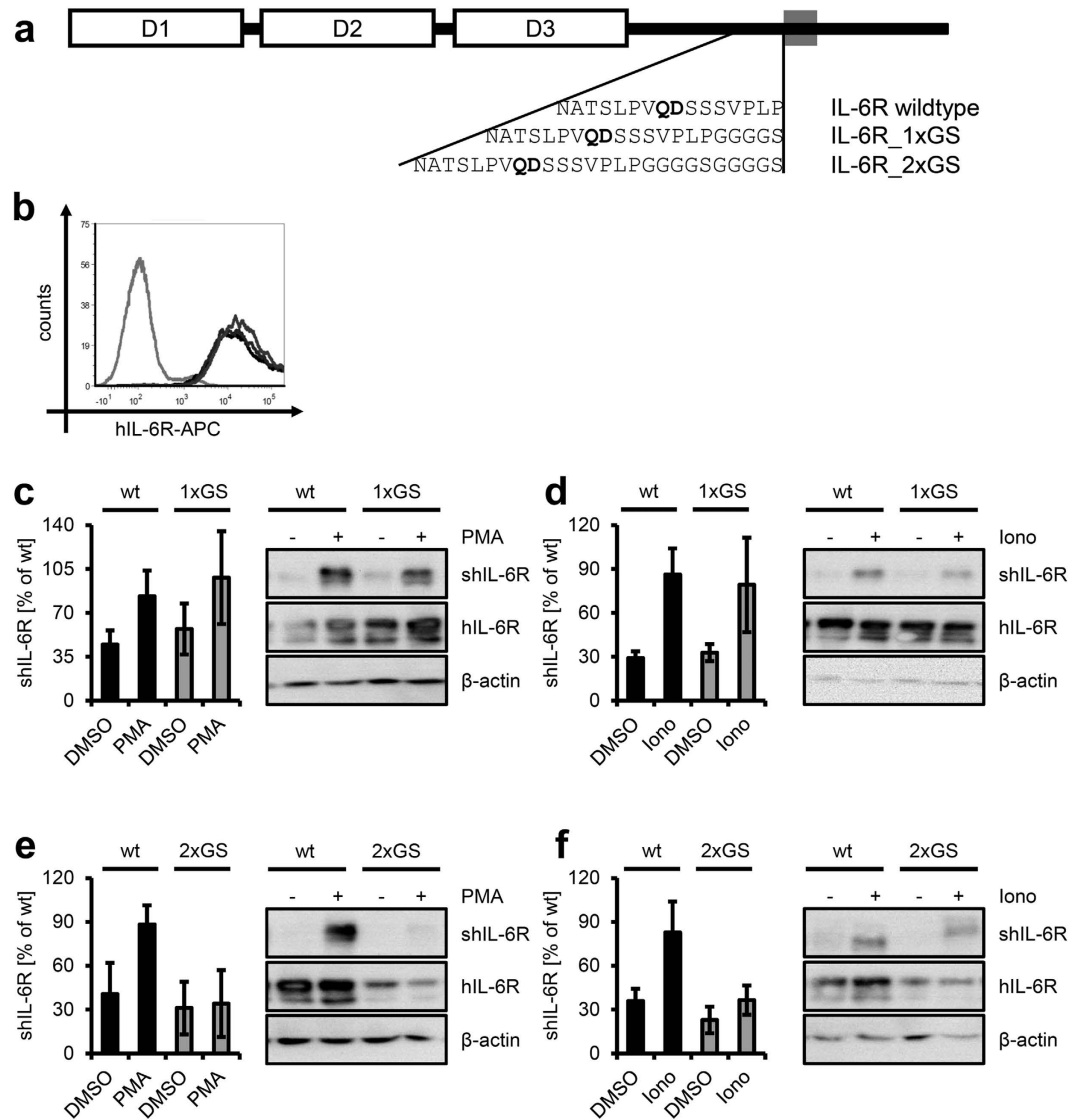 a
D1 D2 D3
NATSLPVQDSSSVPLP IL-6R wildtype
NATSLPVQDSSSVPLPGGGGS IL-6R_1xGS
NATSLPVQDSSSVPLPGGGGSGGGGS IL-6R_2xGS
b
counts
75
56
38
19
0
-10¹ 10² 10³ 10⁴ 10⁵
hIL-6R-APC
c
wt 1xGS
shIL-6R [% of wt]
140
105
70
35
0
DMSO PMA DMSO PMA
wt 1xGS
- + - + PMA
shIL-6R
hIL-6R
β-actin
d
wt 1xGS
shIL-6R [% of wt]
120
90
60
30
0
DMSO Iono DMSO Iono
wt 1xGS
- + - + Iono
shIL-6R
hIL-6R
β-actin
e
wt 2xGS
shIL-6R [% of wt]
120
90
60
30
0
DMSO PMA DMSO PMA
wt 2xGS
- + - + PMA
shIL-6R
hIL-6R
β-actin
f
wt 2xGS
shIL-6R [% of wt]
120
90
60
30
0
DMSO Iono DMSO Iono
wt 2xGS
- + - + Iono
shIL-6R
hIL-6R
β-actin